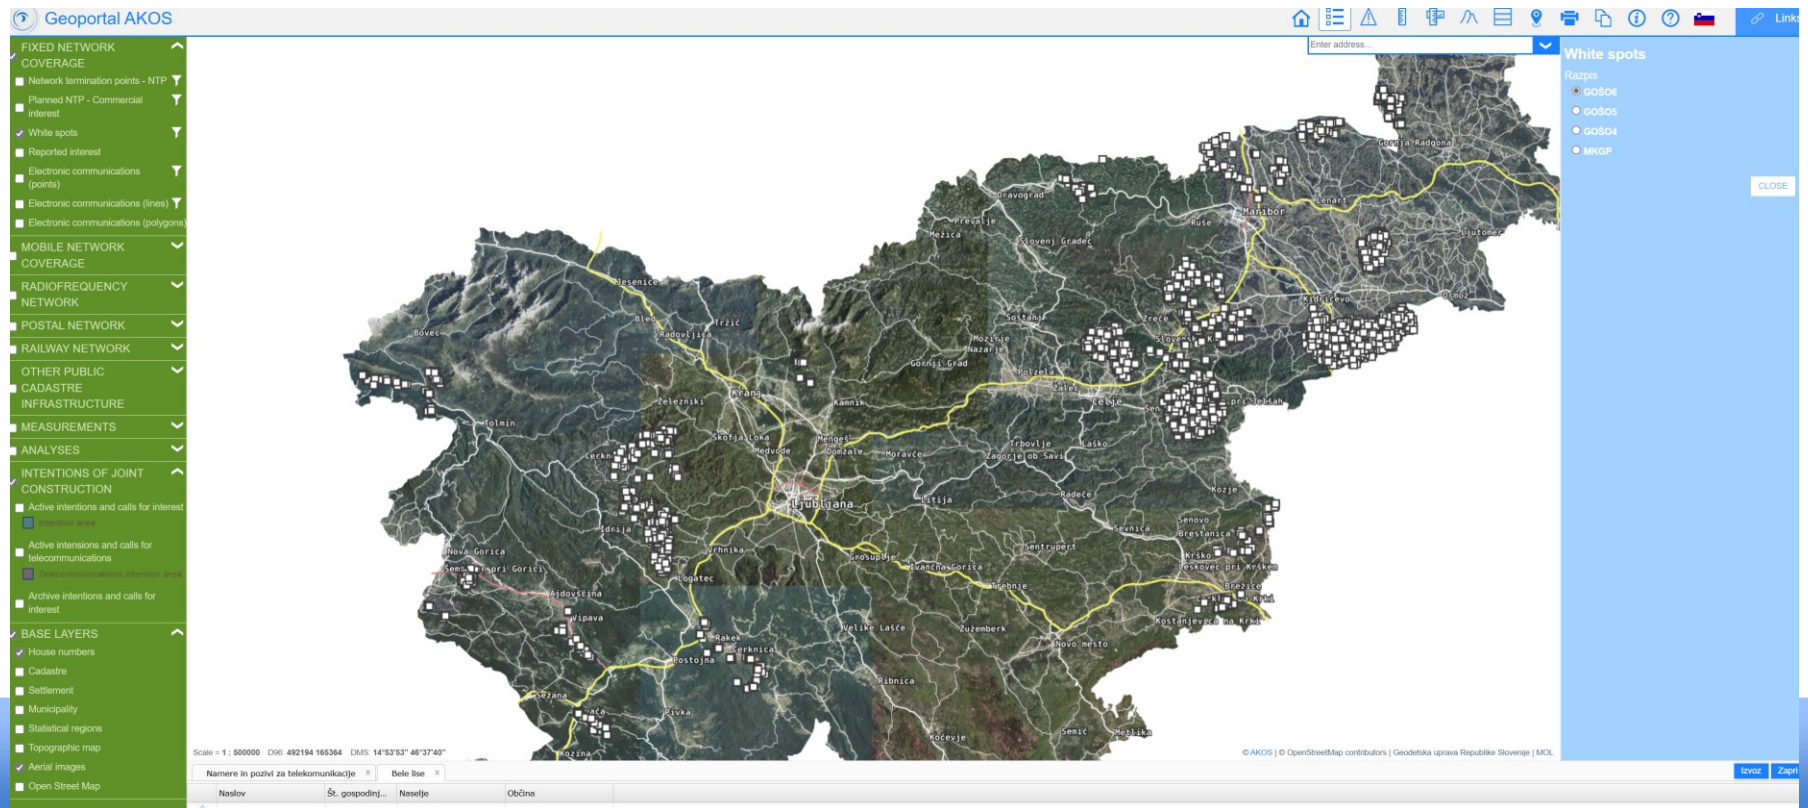 Geoportal AKOS
Links
FIXED NETWORK
COVERAGE
Network termination points - NTP
Planned NTP - Commercial
interest
White spots
Reported interest
Electronic communications
(points)
Electronic communications (lines)
Electronic communications (polygons)
MOBILE NETWORK
COVERAGE
RADIOFREQUENCY
NETWORK
POSTAL NETWORK
RAILWAY NETWORK
OTHER PUBLIC
CADASTRE
INFRASTRUCTURE
MEASUREMENTS
ANALYSES
INTENTIONS OF JOINT
CONSTRUCTION
Active intentions and calls for interest
Intention area
Active intensions and calls for
telecommunications
Telecommunications intention area
Archive intentions and calls for
interest
BASE LAYERS
House numbers
Cadastre
Settlement
Municipality
Statistical regions
Topographic map
Aerial images
Open Street Map
Enter address...
Gornja Radgona
Dravograd
Lenart
Maribor
Prevalje
Ruše
Mežica
Slovenj Gradec
Ljutomer
Jesenice
Kidričevo
Ormož
Bled
Tržič
Šoštanj
Zreče
Bovec
Radovljica
Mozirje
Nazarje
Gornji Grad
Polzela
Žalec
Kranj
Železniki
Kamnik
Celje
pri Jelšah
Tolmin
Škofja Loka
Mengeš
Trbovlje
Laško
Medvode
Domžale
Moravče
Zagorje ob Savi
Cerkn
Kozje
Litija
Radeče
Ljubljana
Idrija
Sevnica
Senovo
Brestanica
Nova Gorica
Vrhnika
Grosuplje
Šentrupert
Krško
Ivančna Gorica
Leskovec pri Krškem
Logatec
Trebnje
Brežice
Ajdovščina
Vipava
Kostanjevica na Krki
Velike Lašče
Žužemberk
Rakek
Cerknica
Novo mesto
Postojna
Ribnica
Sežana
Pivka
Semič
Metlika
Kočevje
Kozina
Scale = 1 : 500000 D96: 492194 165364 DMS: 14°53'53" 46°37'40"
© AKOS | © OpenStreetMap contributors | Geodetska uprava Republike Slovenije | MOL
White spots
Razpis
GOŠO6
GOŠO5
GOŠO4
MKGP
CLOSE
Namere in pozivi za telekomunikacije x
Bele lise x
Izvoz
Zapri
Naslov
Št. gospodinj...
Naselje
Občina